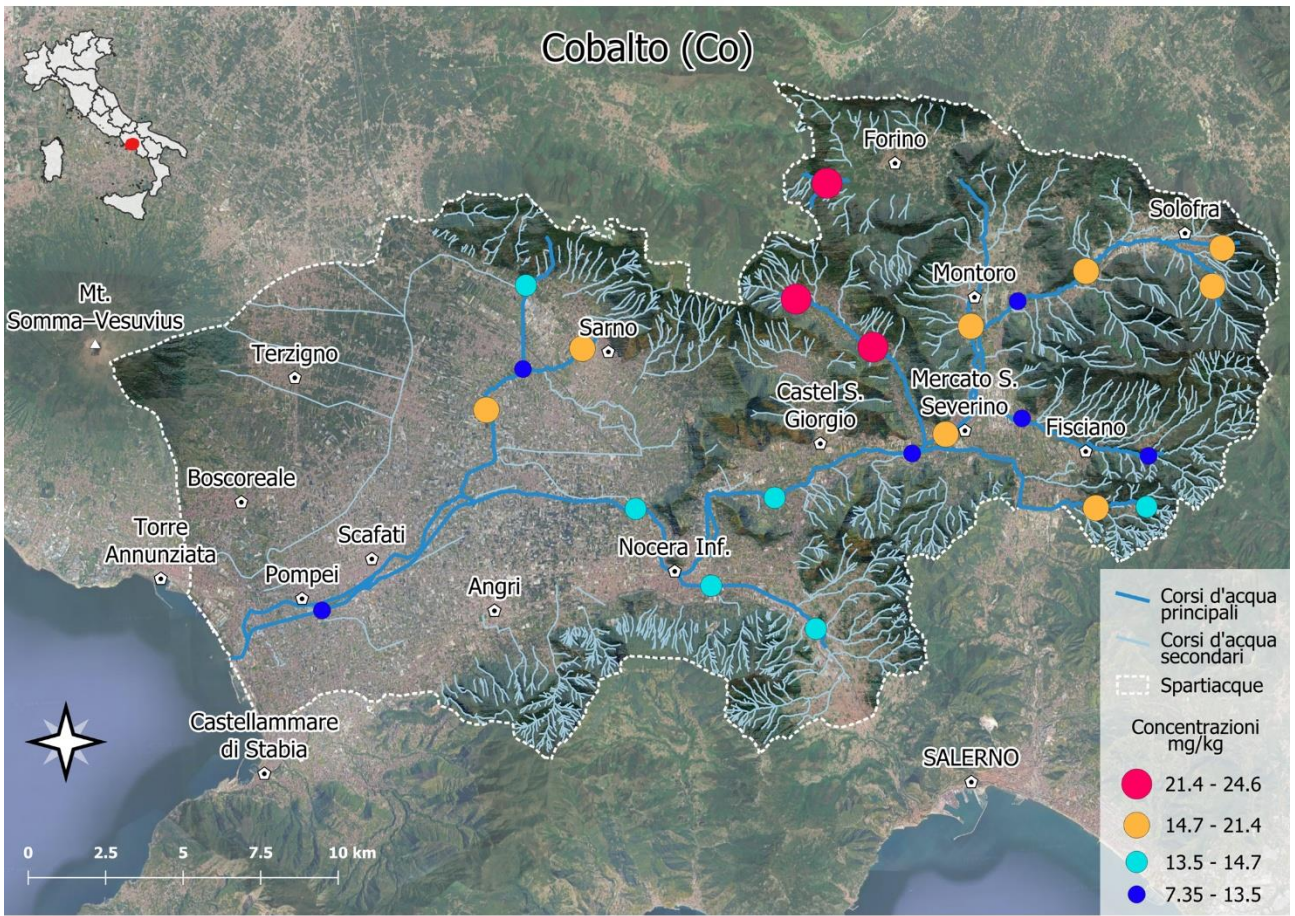 Cobalto (Co)
Forino
Solofra
Montoro
Mt.
Somma–Vesuvius
Sarno
Terzigno
Castel S.
Giorgio
Mercato S.
Severino
Fisciano
Boscoreale
Torre
Annunziata
Scafati
Nocera Inf.
Pompei
Angri
Castellammare
di Stabia
SALERNO
0 2.5 5 7.5 10 km
Corsi d'acqua
principali
Corsi d'acqua
secondari
Spartiacque
Concentrazioni
mg/kg
21.4 - 24.6
14.7 - 21.4
13.5 - 14.7
7.35 - 13.5